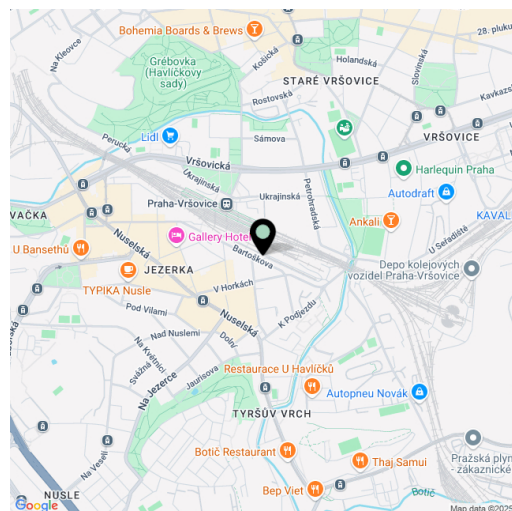 Bohemia Boards & Brews
28. pluku
Na Kleovce
Košická
Holandská
Grébovka
(Havlíčkovy
sady)
STARÉ VRŠOVICE
Slovinská
Rostovská
Kavkazská
Perucká
Lidl
Sámova
VRŠOVICE
Vršovická
Harlequin Praha
Ukrajinská
Petrohradská
Autodraft
Praha-Vršovice
Ukrajinská
VAČKA
Ankali
KAVAL
Nuselská
Gallery Hotel
U Seřadiště
U Bansethů
Bartoškova
Depo kolejových
vozidel Praha-Vršovice
JEZERKA
TYPIKA Nusle
V Horkách
Pod Vilami
Nuselská
K Podjezdu
Nad Nuslemi
Dolní
Na Květnici
Svážná
Restaurace U Havlíčků
Jaurisova
Na Jezerce
Autopneu Novák
TYRŠŮV VRCH
Botič Restaurant
Pražská plyn
- zákaznické
Thaj Samui
Na Veselí
Bep Viet
Botič
NUSLE
Google
Map data ©2025